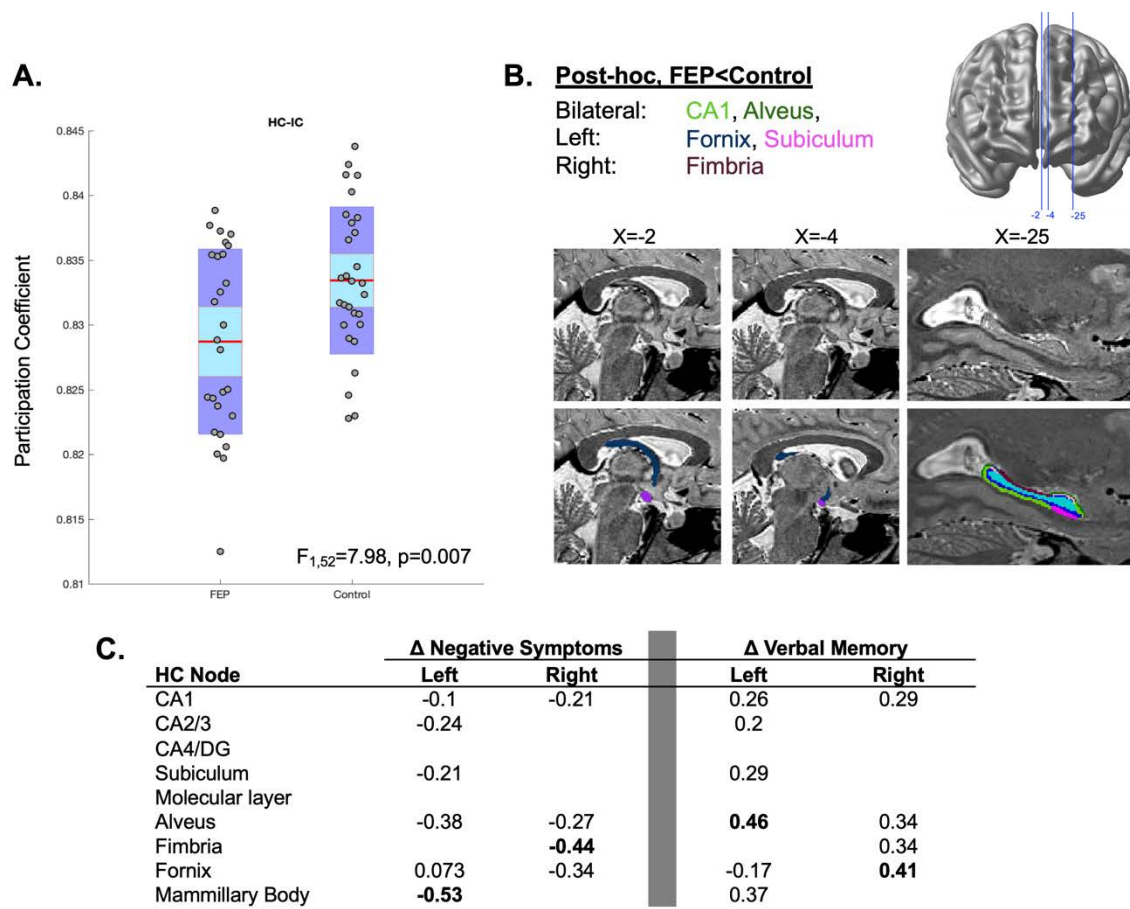 A.
HC-IC
Participation Coefficient
0.845
0.84
0.835
0.83
0.825
0.82
0.815
0.81
F1,52=7.98, p=0.007
FEP Control
B. Post-hoc, FEP<Control
Bilateral: CA1, Alveus,
Left: Fornix, Subiculum
Right: Fimbria
-2 -4 -25
X=-2 X=-4 X=-25
C. Δ Negative Symptoms Δ Verbal Memory
HC Node Left Right Left Right
CA1 -0.1 -0.21 0.26 0.29
CA2/3 -0.24 0.2
CA4/DG
Subiculum -0.21 0.29
Molecular layer
Alveus -0.38 -0.27 0.46 0.34
Fimbria -0.44 0.34
Fornix 0.073 -0.34 -0.17 0.41
Mammillary Body -0.53 0.37